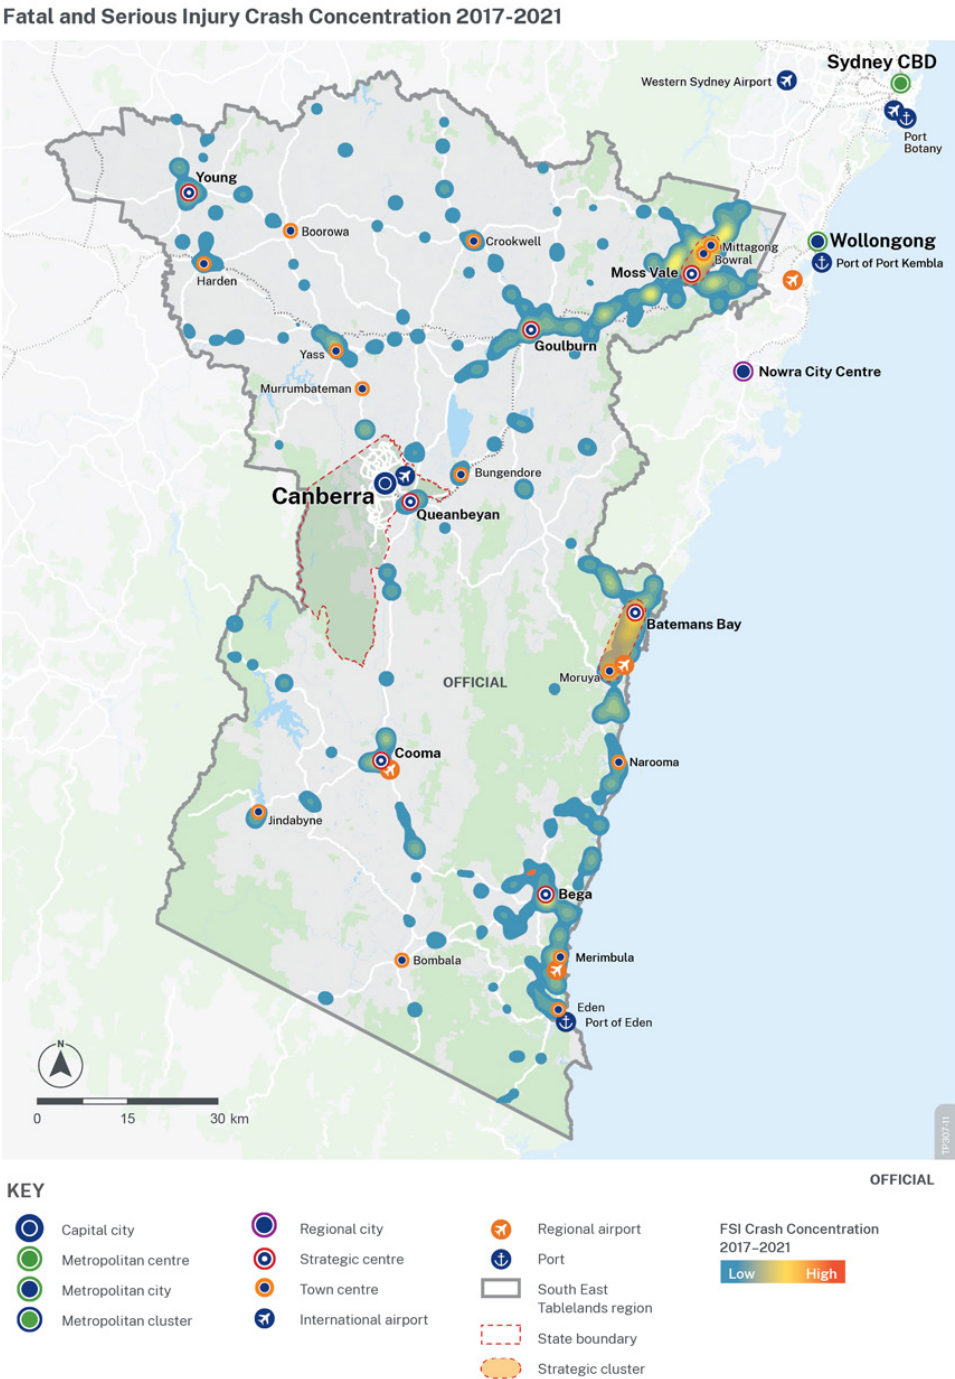 Fatal and Serious Injury Crash Concentration 2017-2021
Sydney CBD
Western Sydney Airport
Port
Botany
Young
Boorowa
Crookwell
Mittagong
Bowral
Wollongong
Port of Port Kembla
Harden
Moss Vale
Goulburn
Yass
Nowra City Centre
Murrumbateman
Bungendore
Canberra
Queanbeyan
Batemans Bay
Moruya
OFFICIAL
Cooma
Narooma
Jindabyne
Bega
Bombala
Merimbula
Eden
Port of Eden
N
0 15 30 km
TP307-11
OFFICIAL
KEY
Capital city
Metropolitan centre
Metropolitan city
Metropolitan cluster
Regional city
Strategic centre
Town centre
International airport
Regional airport
Port
South East
Tablelands region
State boundary
Strategic cluster
FSI Crash Concentration
2017–2021
Low High